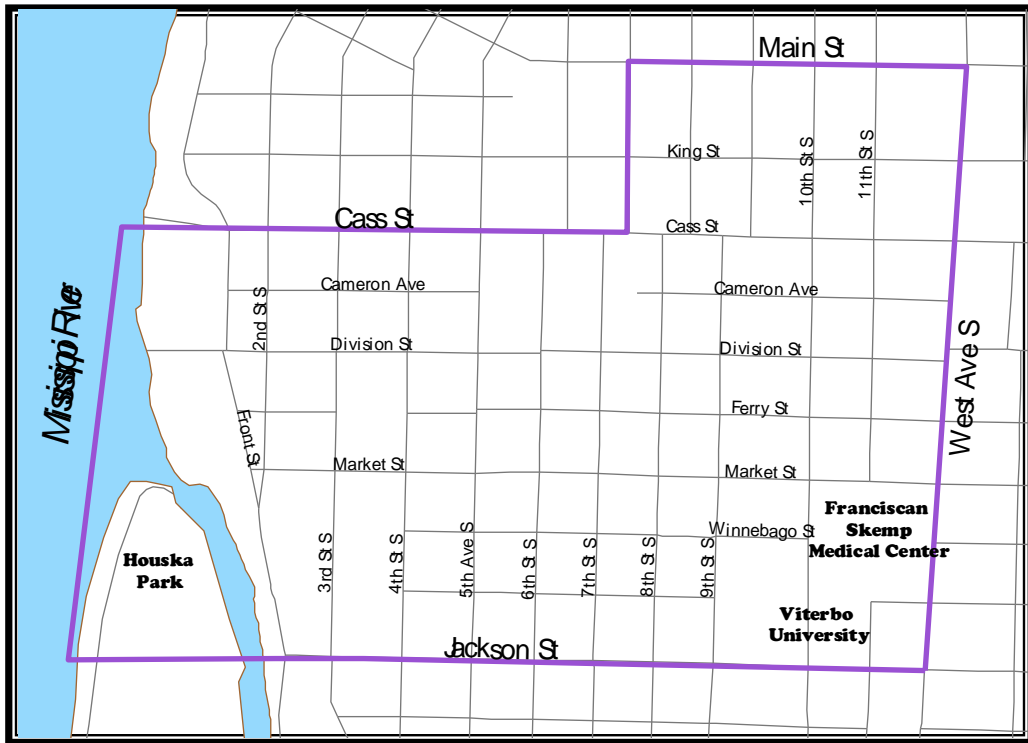 Main St
King St
10th St S
11th St S
Cass St
Cass St
Mississippi River
2nd St S
Cameron Ave
Cameron Ave
Division St
Division St
West Ave S
Ferry St
Front St
Market St
Market St
Franciscan
Skemp
Medical Center
Winnebago St
Houska
Park
3rd St S
4th St S
5th Ave S
6th St S
7th St S
8th St S
9th St S
Viterbo
University
Jackson St